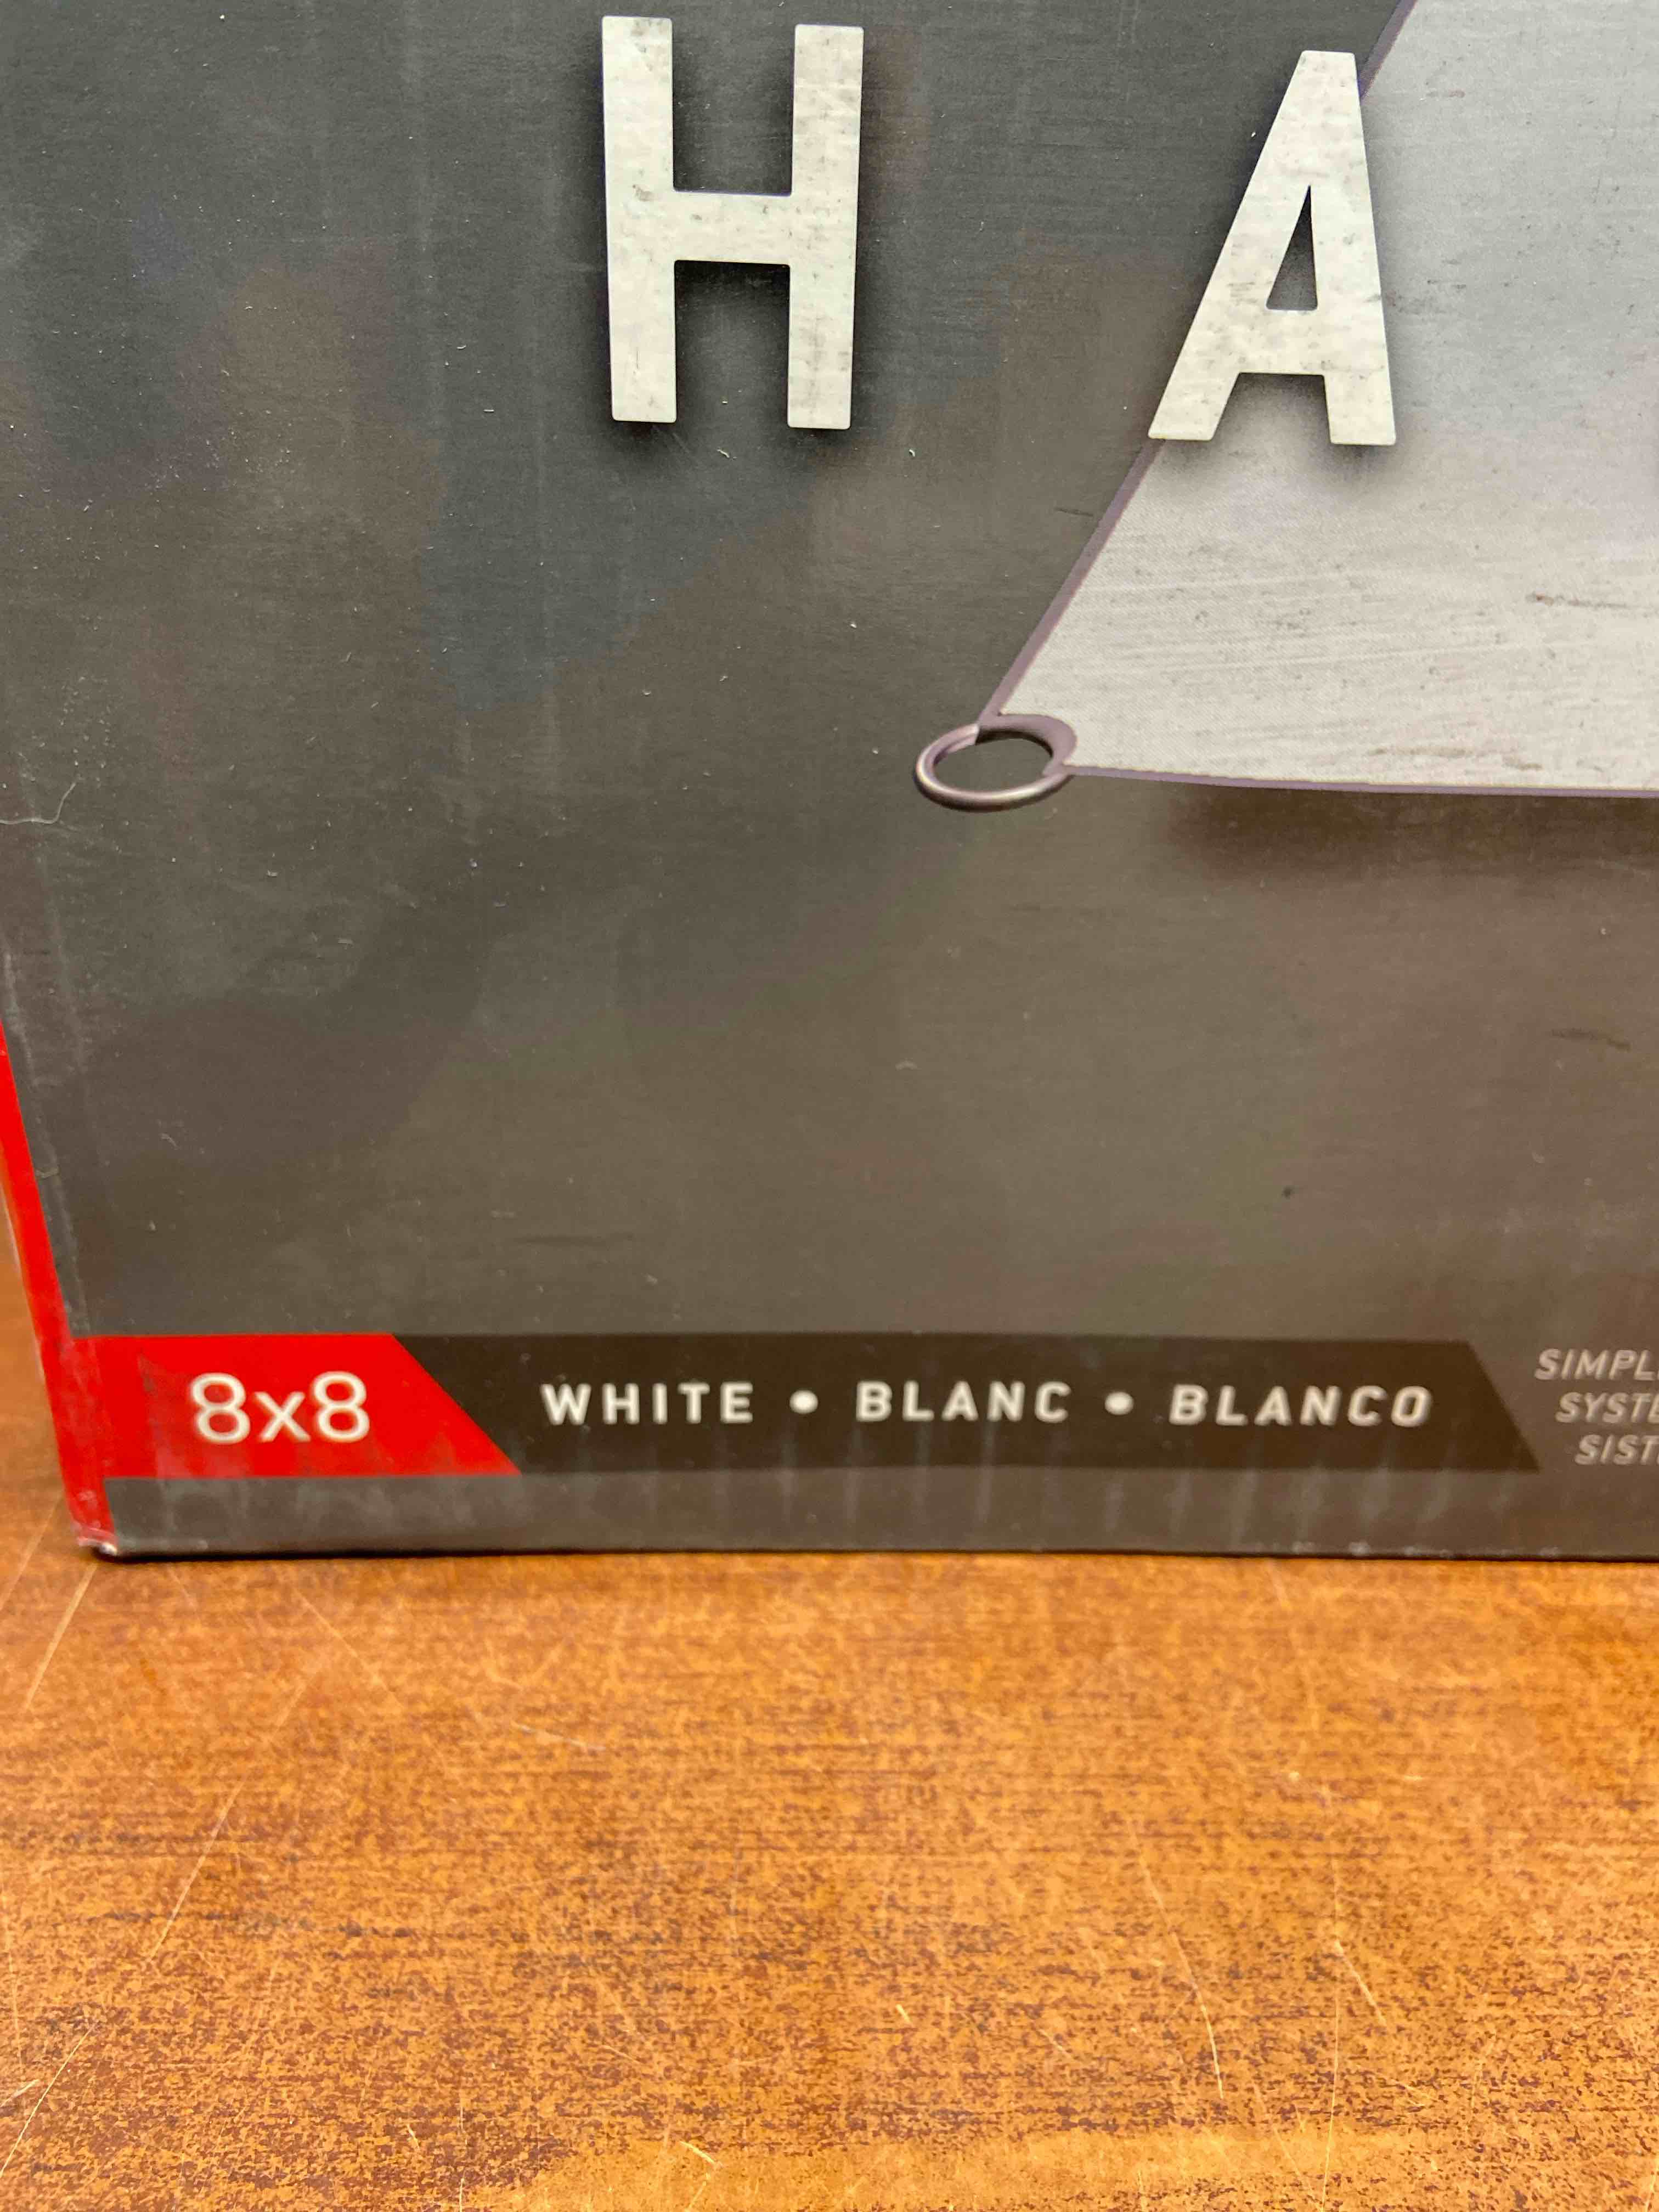 H A
8x8 WHITE • BLANC • BLANCO